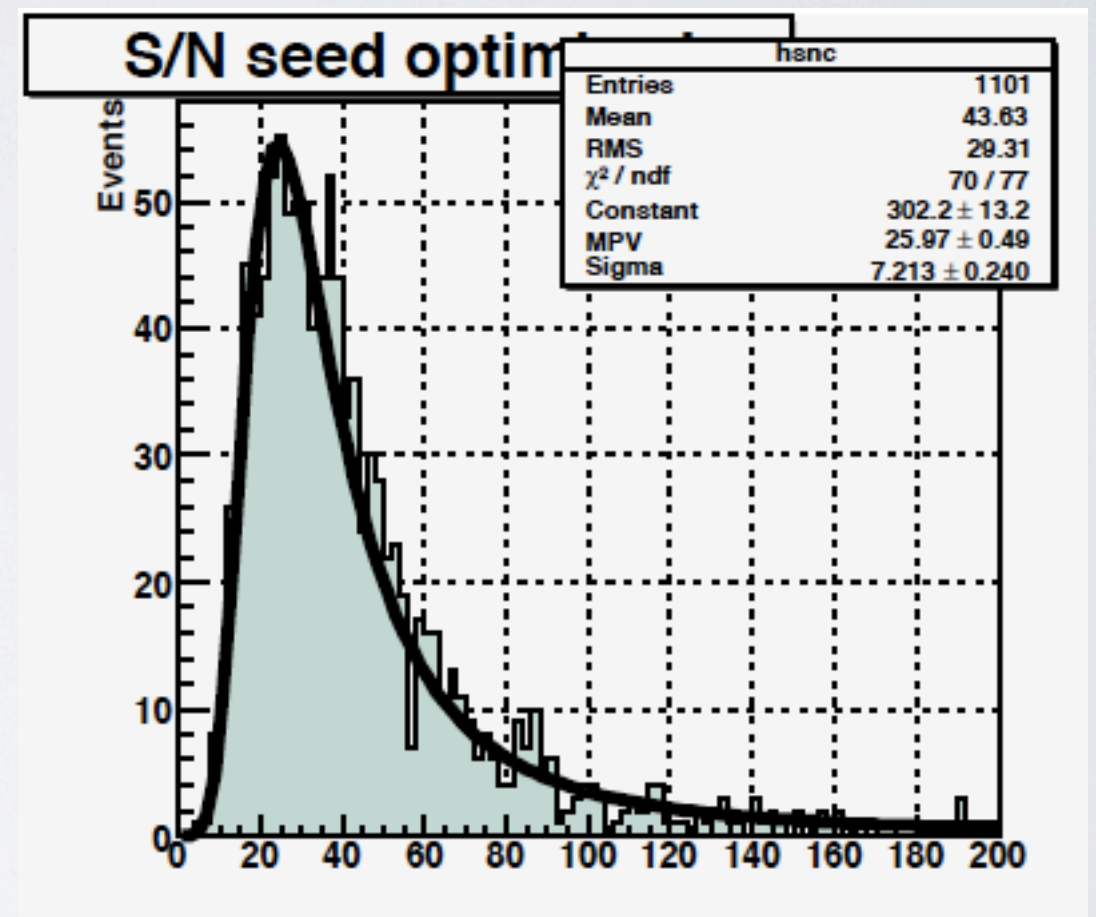 S/N seed optim
hsnc
Entries 1101
Mean 43.63
RMS 29.31
χ² / ndf 70 / 77
Constant 302.2 ± 13.2
MPV 25.97 ± 0.49
Sigma 7.213 ± 0.240
Events
50
40
30
20
10
0
0 20 40 60 80 100 120 140 160 180 200